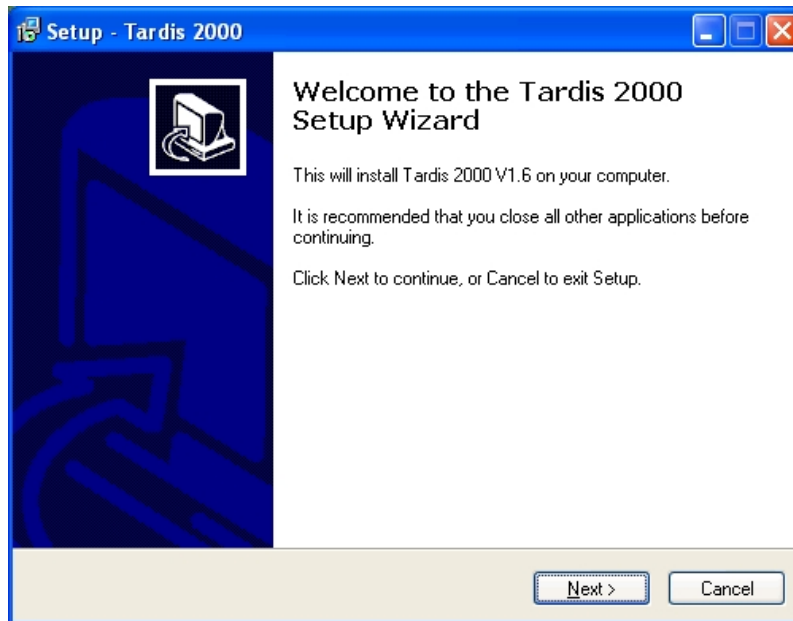 Setup - Tardis 2000
Welcome to the Tardis 2000
Setup Wizard
This will install Tardis 2000 V1.6 on your computer.
It is recommended that you close all other applications before
continuing.
Click Next to continue, or Cancel to exit Setup.
Next >
Cancel